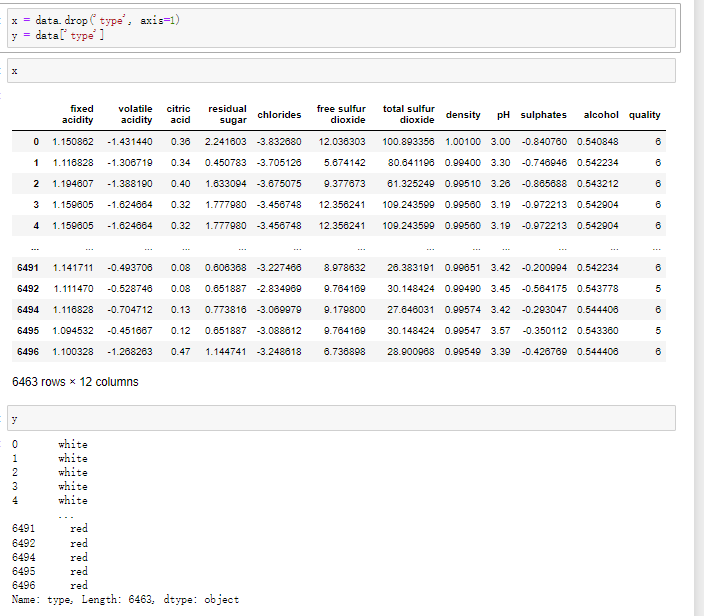 x = data.drop('type', axis=1)
y = data['type']
x
fixed acidity volatile acidity citric acid residual sugar chlorides free sulfur dioxide total sulfur dioxide density pH sulphates alcohol quality
0 1.150862 -1.431440 0.36 2.241603 -3.832680 12.036303 100.893356 1.00100 3.00 -0.840760 0.540848 6
1 1.116828 -1.306719 0.34 0.450783 -3.705126 5.674142 80.641196 0.99400 3.30 -0.746946 0.542234 6
2 1.194607 -1.388190 0.40 1.633094 -3.675075 9.377673 61.325249 0.99510 3.26 -0.865688 0.543212 6
3 1.159605 -1.624664 0.32 1.777980 -3.456748 12.356241 109.243599 0.99560 3.19 -0.972213 0.542904 6
4 1.159605 -1.624664 0.32 1.777980 -3.456748 12.356241 109.243599 0.99560 3.19 -0.972213 0.542904 6
... ... ... ... ... ... ... ... ... ... ... ... ...
6491 1.141711 -0.493706 0.08 0.606368 -3.227466 8.978632 26.383191 0.99651 3.42 -0.200994 0.542234 6
6492 1.111470 -0.528746 0.08 0.651887 -2.834969 9.764169 30.148424 0.99490 3.45 -0.564175 0.543778 5
6494 1.116828 -0.704712 0.13 0.773816 -3.069979 9.179800 27.646031 0.99574 3.42 -0.293047 0.544406 6
6495 1.094532 -0.451667 0.12 0.651887 -3.088612 9.764169 30.148424 0.99547 3.57 -0.350112 0.543360 5
6496 1.100328 -1.268263 0.47 1.144741 -3.248618 6.736898 28.900968 0.99549 3.39 -0.426769 0.544406 6
6463 rows × 12 columns
y
0 white
1 white
2 white
3 white
4 white
...
6491 red
6492 red
6494 red
6495 red
6496 red
Name: type, Length: 6463, dtype: object